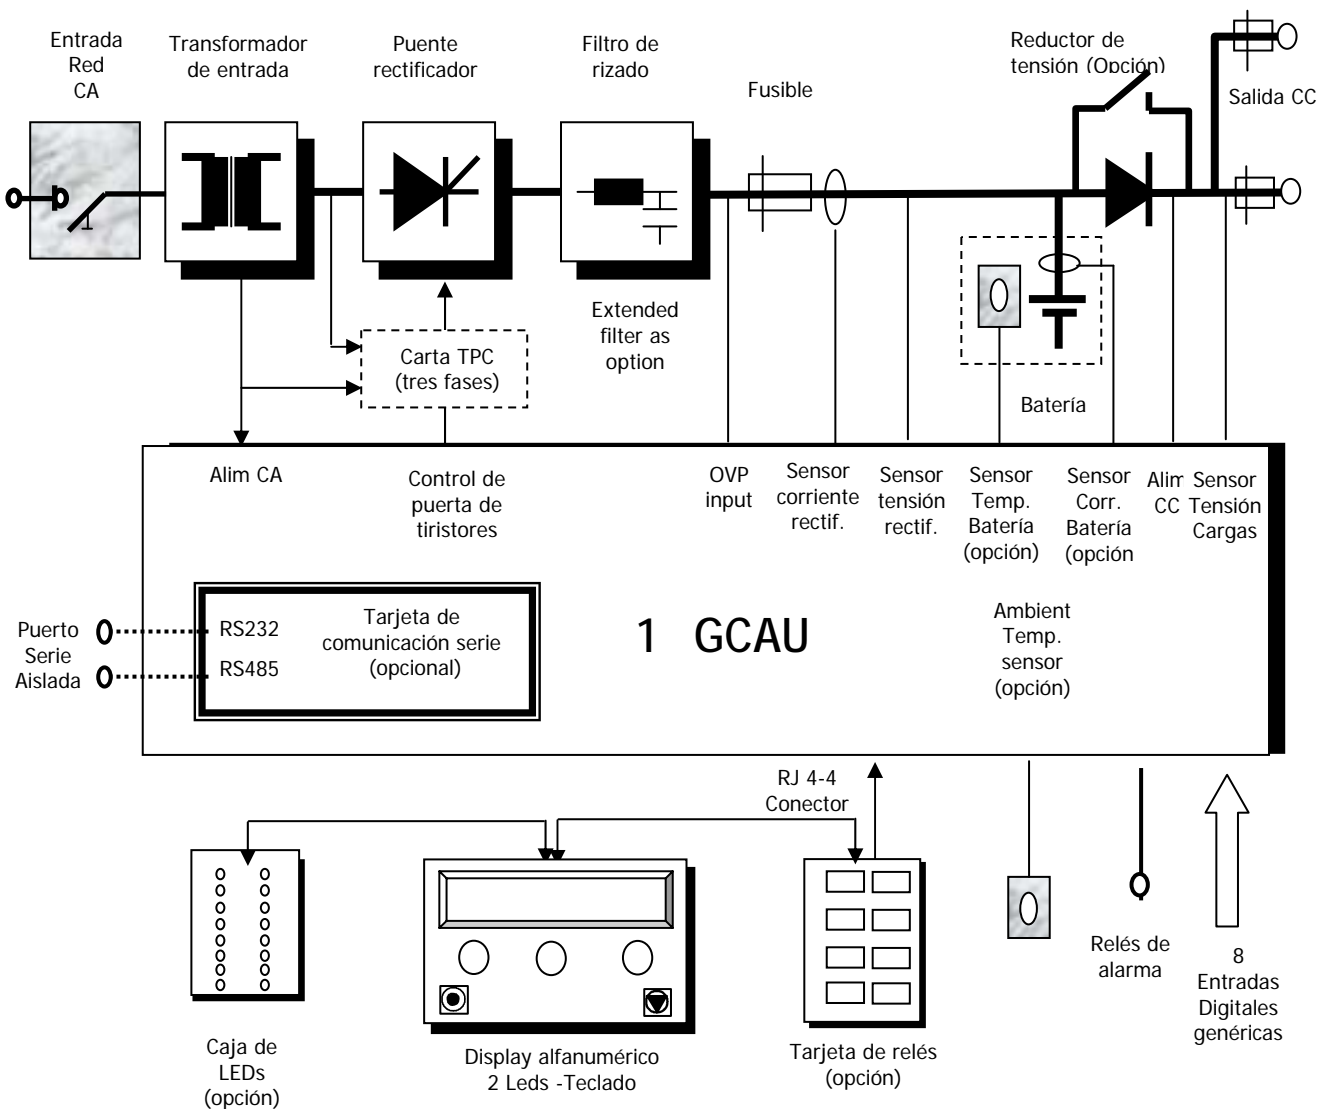 Entrada
Red
CA
Transformador
de entrada
Puente
rectificador
Filtro de
rizado
Fusible
Reductor de
tensión (Opción)
Salida CC
Extended
filter as
option
Carta TPC
(tres fases)
Batería
Alim CA
Control de
puerta de
tiristores
OVP
input
Sensor
corriente
rectif.
Sensor
tensión
rectif.
Sensor
Temp.
Batería
(opción)
Sensor
Corr.
Batería
(opción
Alim
CC
Sensor
Tensión
Cargas
Puerto
Serie
Aislada
RS232
RS485
Tarjeta de
comunicación serie
(opcional)
1 GCAU
Ambient
Temp.
sensor
(opción)
RJ 4-4
Conector
Caja de
LEDs
(opción)
Display alfanumérico
2 Leds -Teclado
Tarjeta de relés
(opción)
Relés de
alarma
8
Entradas
Digitales
genéricas